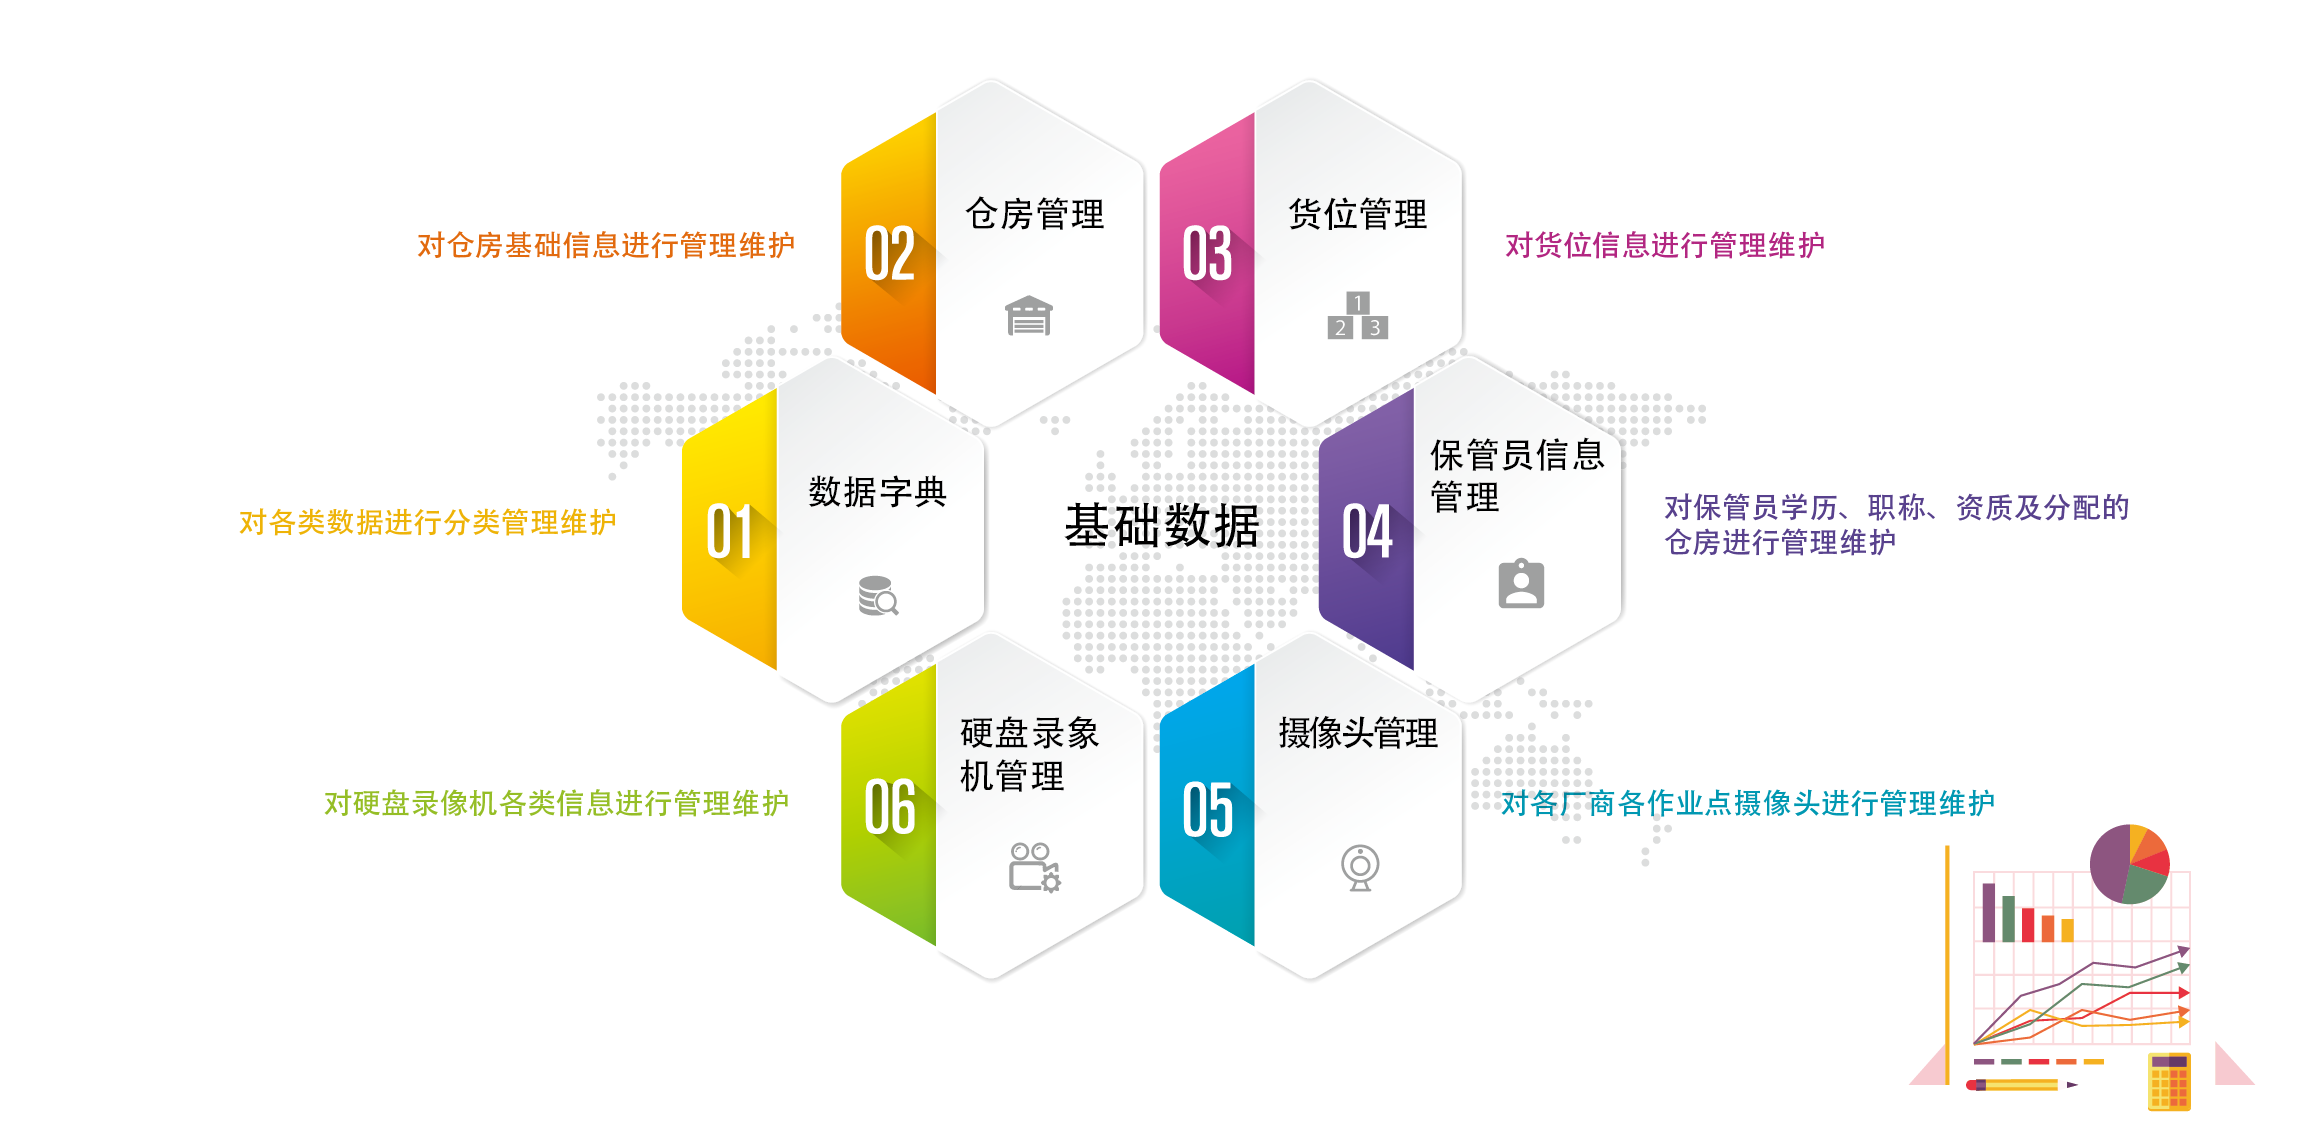 02
仓房管理
对仓房基础信息进行管理维护
03
货位管理
1
2 3
对货位信息进行管理维护
01
数据字典
对各类数据进行分类管理维护
基础数据
04
保管员信息
管理
对保管员学历、职称、资质及分配的
仓房进行管理维护
06
硬盘录象
机管理
对硬盘录像机各类信息进行管理维护
05
摄像头管理
对各厂商各作业点摄像头进行管理维护